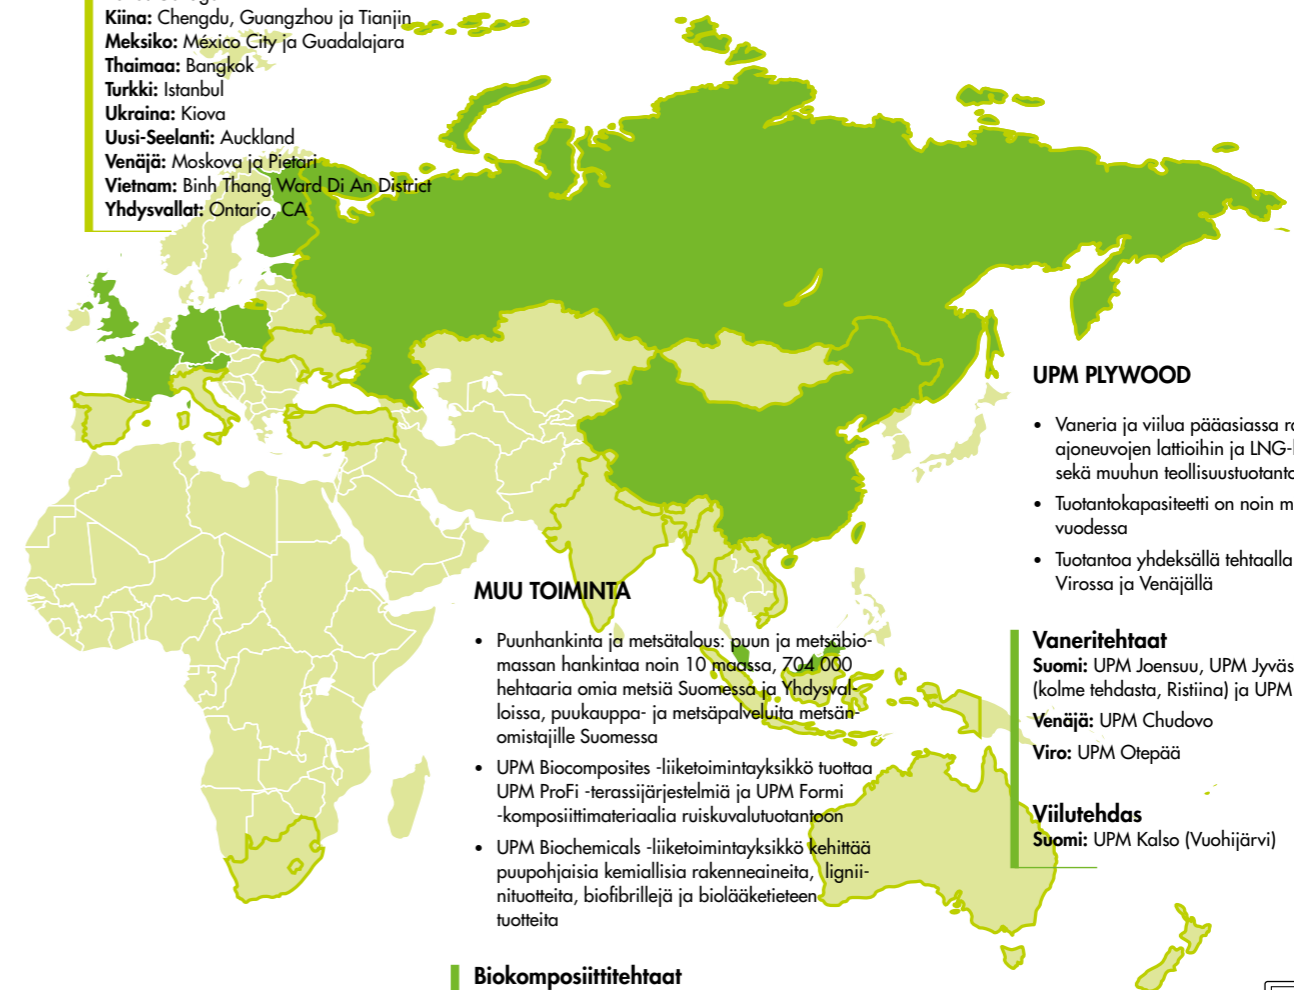 Kiina: Chengdu, Guangzhou ja Tianjin
Meksiko: México City ja Guadalajara
Thaimaa: Bangkok
Turkki: Istanbul
Ukraina: Kiova
Uusi-Seelanti: Auckland
Venäjä: Moskova ja Pietari
Vietnam: Binh Thang Ward Di An District
Yhdysvallat: Ontario, CA
MUU TOIMINTA
• Puunhankinta ja metsätalous: puun ja metsäbio-
massan hankintaa noin 10 maassa, 704 000
hehtaaria omia metsiä Suomessa ja Yhdysval-
loissa, puukauppa- ja metsäpalveluita metsän-
omistajille Suomessa
• UPM Biocomposites -liiketoimintayksikkö tuottaa
UPM ProFi -terassijärjestelmiä ja UPM Formi
-komposiittimateriaalia ruiskuvalutuotantoon
• UPM Biochemicals -liiketoimintayksikkö kehittää
puupohjaisia kemiallisia rakenneaineita, lignii-
nituotteita, biofibrillejä ja biolääketieteen
tuotteita
Biokomposiittitehtaat
UPM PLYWOOD
• Vaneria ja viilua pääasiassa
ajoneuvojen lattioihin ja LNG-
sekä muuhun
• Tuotantokapasiteetti on noin
vuodessa
• Tuotantoa yhdeksällä tehtaalla
Virossa ja Venäjällä
Vaneritehtaat
Suomi: UPM Joensuu, UPM
(kolme tehdasta, Ristiina) ja UPM
Venäjä: UPM Chudovo
Viro: UPM Otepää
Viilutehdas
Suomi: UPM Kalso (Vuohijärvi)